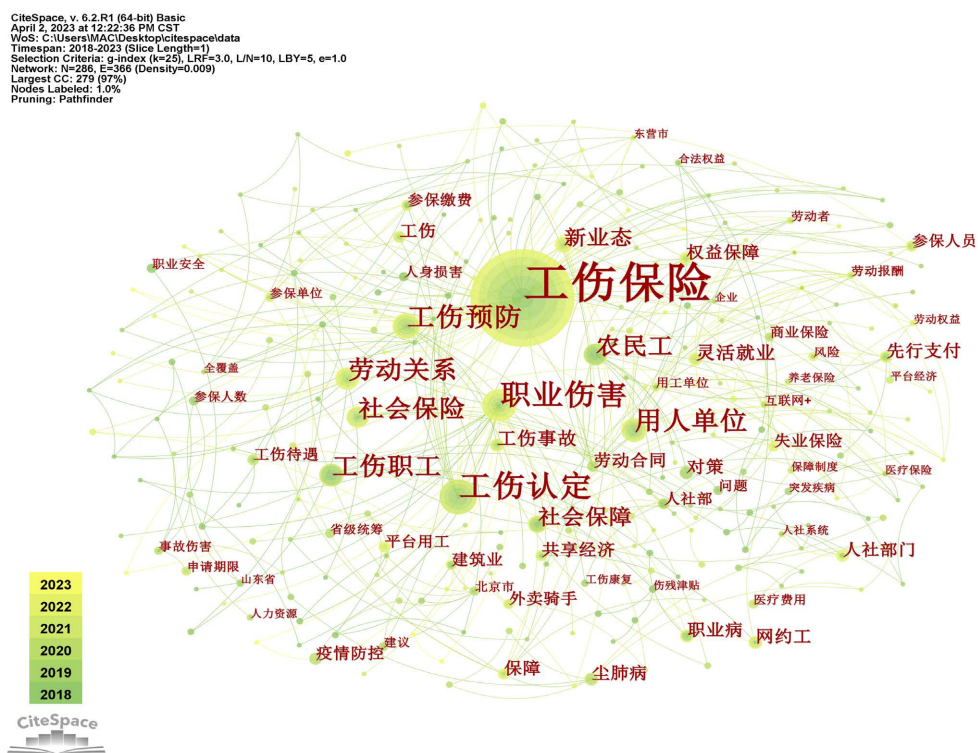 CiteSpace, v. 6.2.R1 (64-bit) Basic
April 2, 2023 at 12:22:36 PM CST
WoS: C:\Users\MAC\Desktop\citespace\data
Timespan: 2018-2023 (Slice Length=1)
Selection Criteria: g-index (k=25), LRF=3.0, L/N=10, LBY=5, e=1.0
Network: N=286, E=366 (Density=0.009)
Largest CC: 279 (97%)
Nodes Labeled: 1.0%
Pruning: Pathfinder
东营市
合法权益
参保缴费
劳动者
工伤
新业态
参保人员
权益保障
职业安全
人身损害
劳动报酬
工伤保险
参保单位
企业
工伤预防
劳动权益
商业保险
农民工
先行支付
灵活就业
风险
全覆盖
劳动关系
平台经济
养老保险
用工单位
参保人数
职业伤害
互联网+
社会保险
用人单位
工伤事故
失业保险
工伤待遇
劳动合同
工伤职工
对策
保障制度
医疗保险
问题
突发疾病
工伤认定
人社部
社会保障
省级统筹
人社系统
平台用工
事故伤害
共享经济
人社部门
建筑业
申请期限
山东省
工伤康复
北京市
伤残津贴
外卖骑手
医疗费用
人力资源
职业病
网约工
建议
疫情防控
保障
尘肺病
2023
2022
2021
2020
2019
2018
CiteSpace